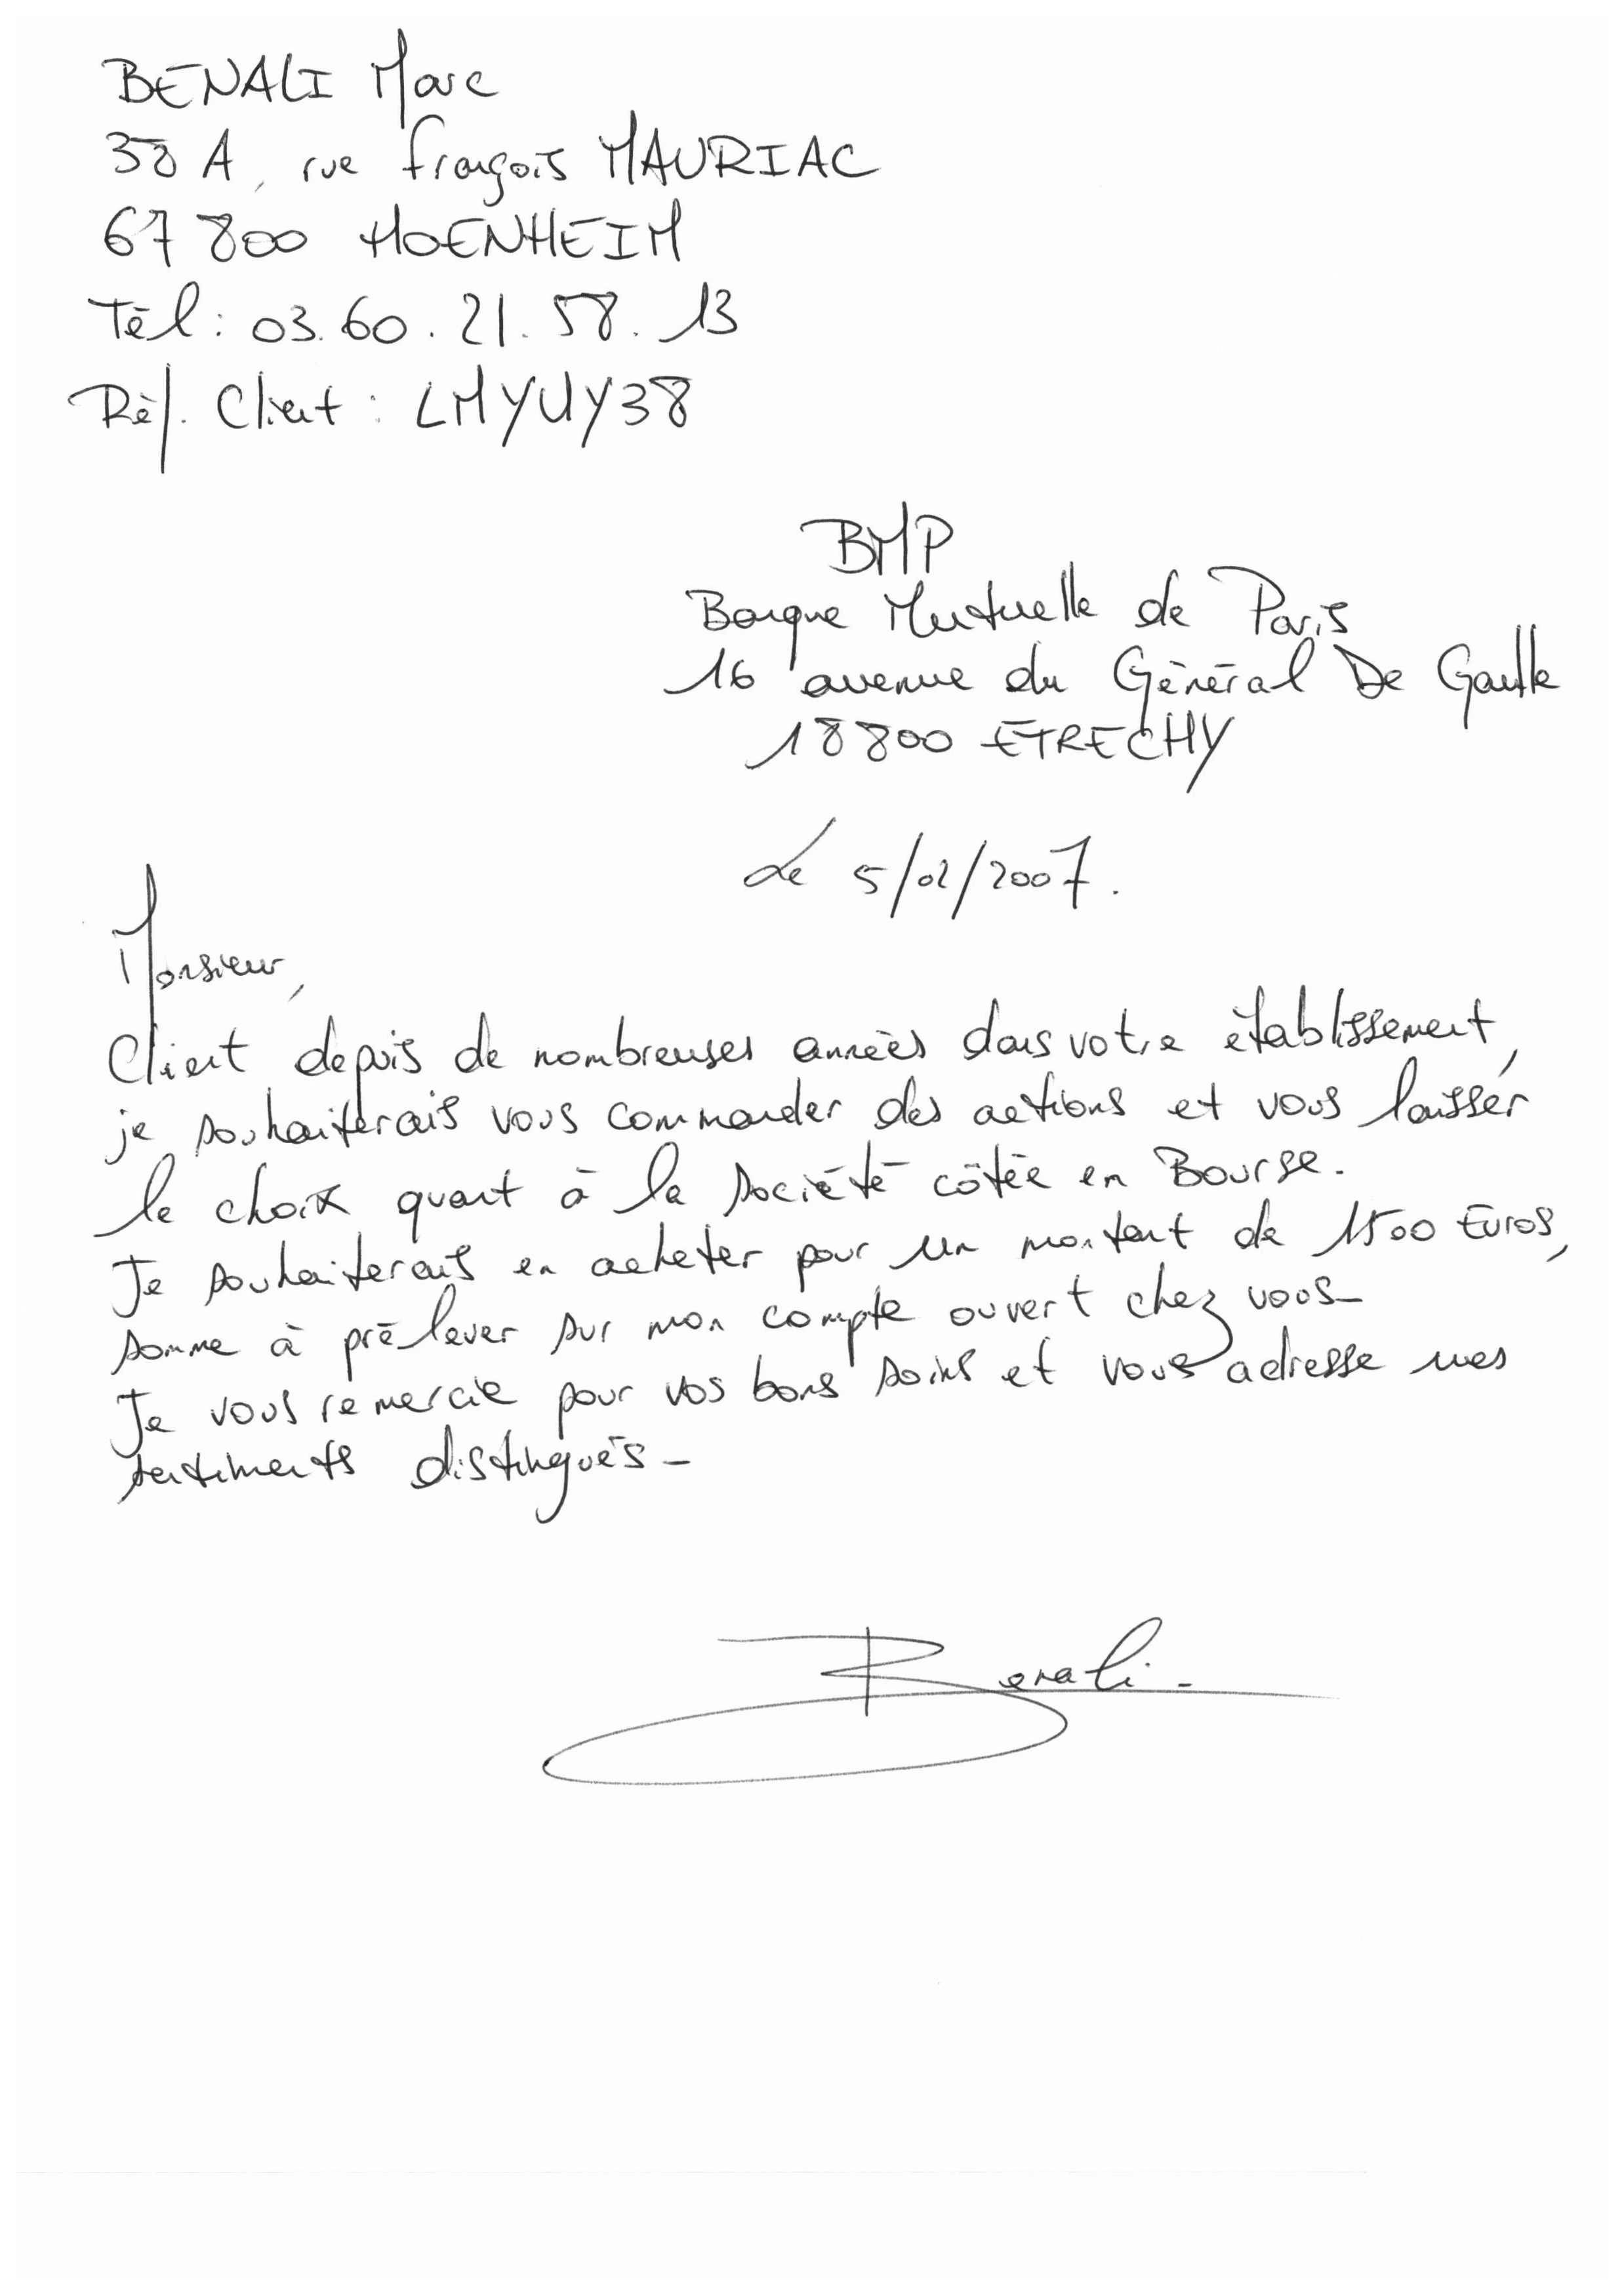 BENALI Marc
38 A, rue françois MAURIAC
67 800 HOENHEIM
Tél : 03.60.21.58.13
Réf. Client : LMYUY38
BMP
Banque Mutuelle de Paris
16 avenue du Général De Gaulle
18800 ETRECHY
Le 5/02/2007.
Monsieur,
Client depuis de nombreuses années dans votre établissement,
je souhaiterais vous commander des actions et vous laisser
le choix quant à la société côtée en Bourse.
Je souhaiterais en acheter pour un montant de 1500 Euros,
somme à prélever sur mon compte ouvert chez vous-
Je vous remercie pour vos bons soins et vous adresse mes
sentiments distingués-
Benali-